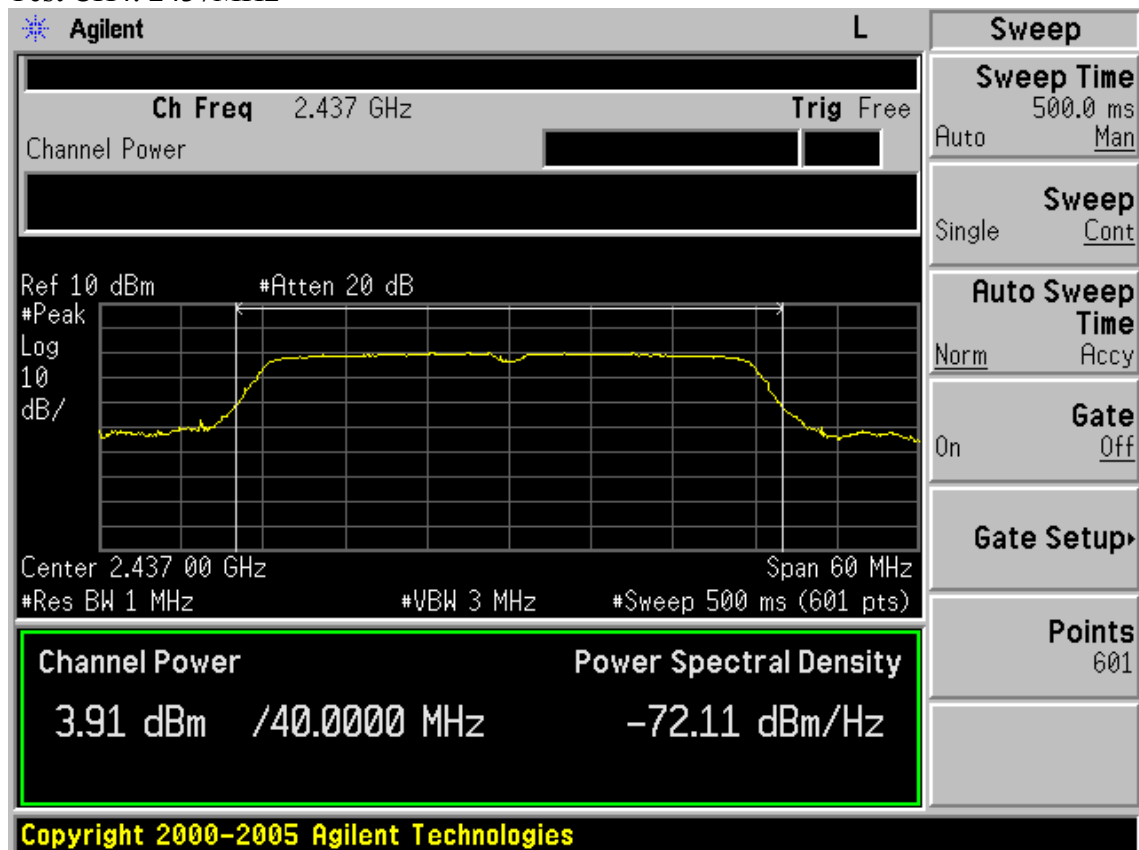 Agilent L Sweep
Ch Freq 2.437 GHz Trig Free
Channel Power
Ref 10 dBm #Atten 20 dB
#Peak
Log
10
dB/
Center 2.437 00 GHz Span 60 MHz
#Res BW 1 MHz #VBW 3 MHz #Sweep 500 ms (601 pts)
Channel Power Power Spectral Density
3.91 dBm /40.0000 MHz -72.11 dBm/Hz
Sweep Time
500.0 ms
Auto Man
Sweep
Single Cont
Auto Sweep
Time
Norm Accy
Gate
On Off
Gate Setup
Points
601
Copyright 2000-2005 Agilent Technologies